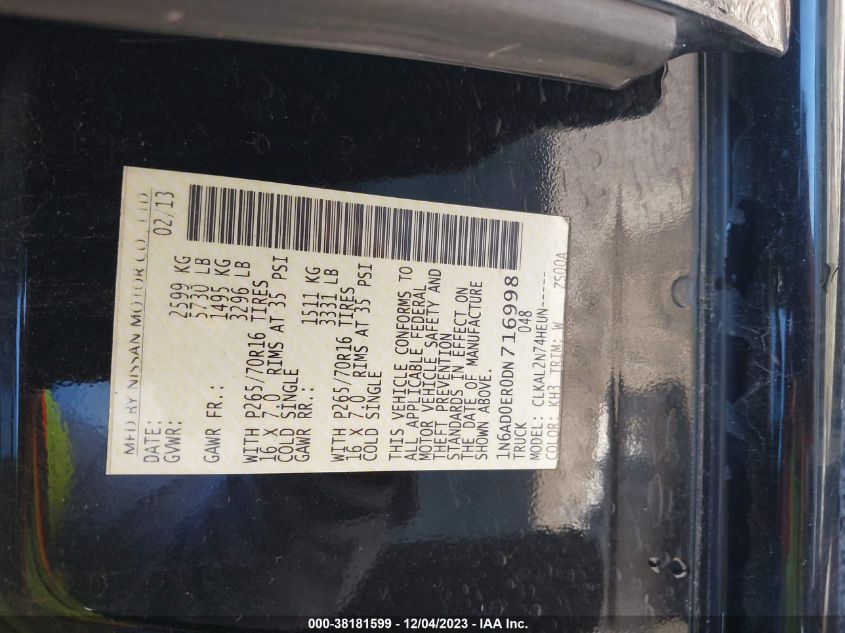 MFD BY NISSAN MOTOR CO., LTD
DATE: 02/13
GVWR: 2599 KG
5730 LB
GAWR FR.: 1495 KG
3296 LB
WITH P265/70R16 TIRES
16 X 7.0 RIMS AT 35 PSI
COLD SINGLE
GAWR RR.: 1511 KG
3331 LB
WITH P265/70R16 TIRES
16 X 7.0 RIMS AT 35 PSI
COLD SINGLE
THIS VEHICLE CONFORMS TO
ALL APPLICABLE FEDERAL
MOTOR VEHICLE SAFETY AND
THEFT PREVENTION
STANDARDS IN EFFECT ON
THE DATE OF MANUFACTURE
SHOWN ABOVE.
1N6AD0ER0DN716998
TRUCK 048
MODEL: CLKAL2N74HEUN------
COLOR: KH3 TRIM: W ZS00A
000-38181599 - 12/04/2023 - IAA Inc.